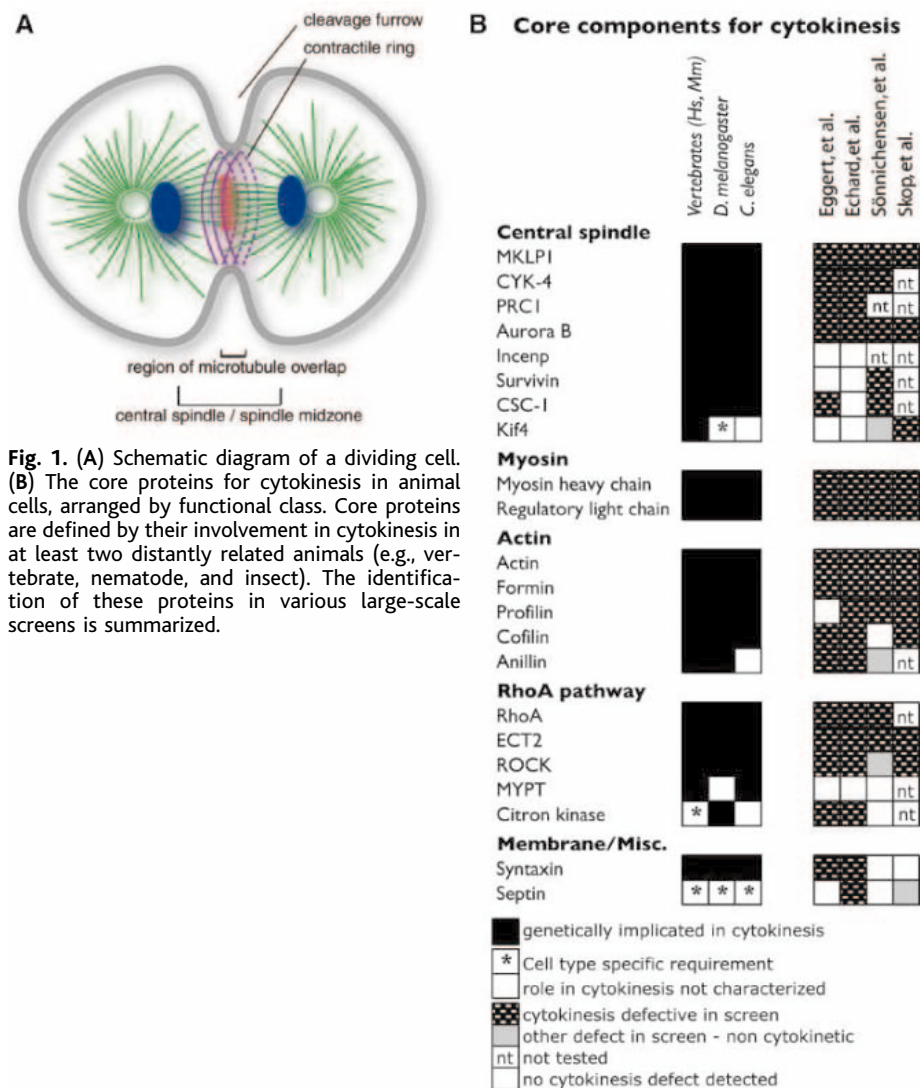 A
cleavage furrow
contractile ring
region of microtubule overlap
central spindle / spindle midzone
Fig. 1. (A) Schematic diagram of a dividing cell.
(B) The core proteins for cytokinesis in animal
cells, arranged by functional class. Core proteins
are defined by their involvement in cytokinesis in
at least two distantly related animals (e.g., ver-
tebrate, nematode, and insect). The identifica-
tion of these proteins in various large-scale
screens is summarized.
B Core components for cytokinesis
Vertebrates (Hs, Mm)
D. melanogaster
C. elegans
Eggert, et al.
Echard, et al.
Sönnichensen, et al.
Skop, et al.
Central spindle
MKLP1
CYK-4 nt
PRC1 nt nt
Aurora B
Incenp nt nt
Survivin nt
CSC-1 nt
Kif4 *
Myosin
Myosin heavy chain
Regulatory light chain
Actin
Actin
Formin
Profilin
Cofilin
Anillin nt
RhoA pathway
RhoA nt
ECT2
ROCK
MYPT nt
Citron kinase * nt
Membrane/Misc.
Syntaxin
Septin * * *
genetically implicated in cytokinesis
* Cell type specific requirement
role in cytokinesis not characterized
cytokinesis defective in screen
other defect in screen - non cytokinetic
nt not tested
no cytokinesis defect detected